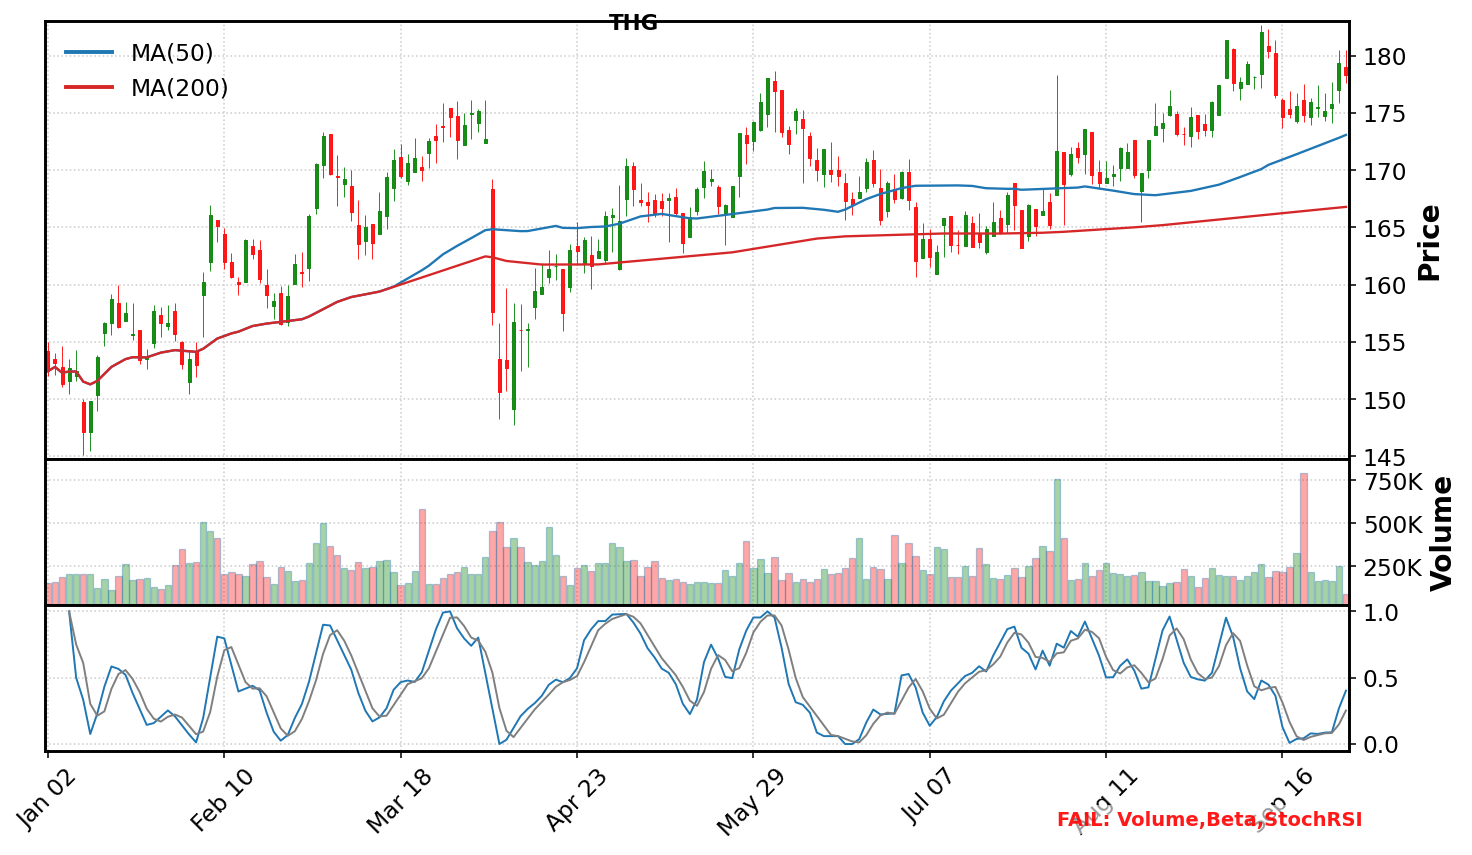 THG
MA(50)
MA(200)
180
175
170
165
160
155
150
145
Price
750K
500K
250K
Volume
1.0
0.5
0.0
Jan 02
Feb 10
Mar 18
Apr 23
May 29
Jul 07
Aug 11
Sep 16
FAIL: Volume,Beta,StochRSI